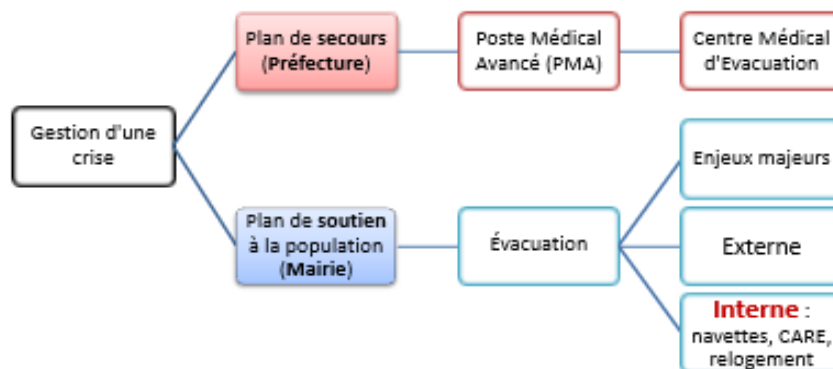 Plan de secours
(Préfecture)
Poste Médical
Avancé (PMA)
Centre Médical
d'Evacuation
Gestion d'une
crise
Enjeux majeurs
Plan de soutien
à la population
(Mairie)
Évacuation
Externe
Interne :
navettes, CARE,
relogement